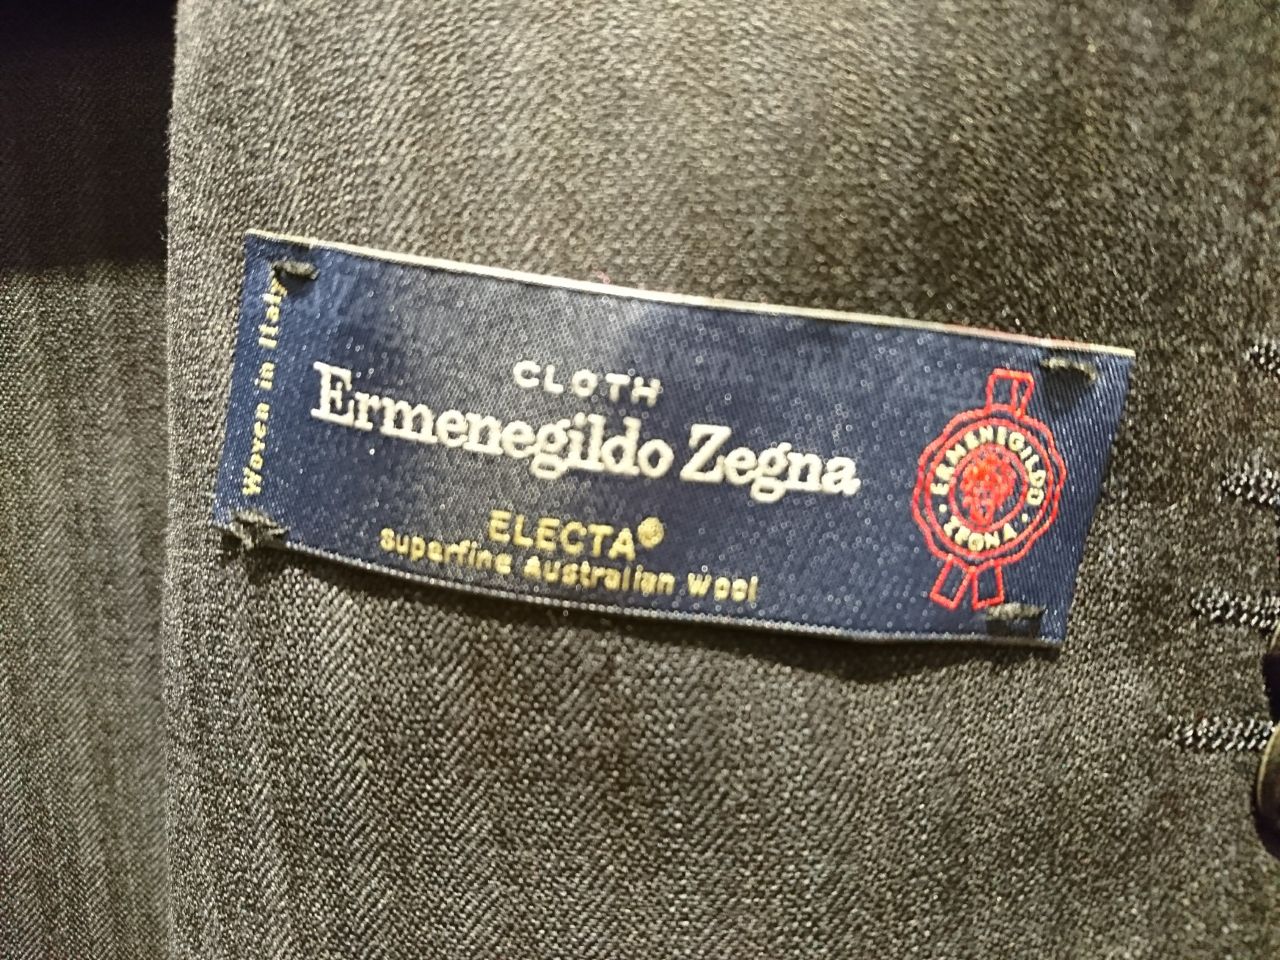 Woven in Italy
CLOTH
Ermenegildo Zegna
ELECTA®
Superfine Australian Wool
ERMENEGILDO
· ZEGNA ·